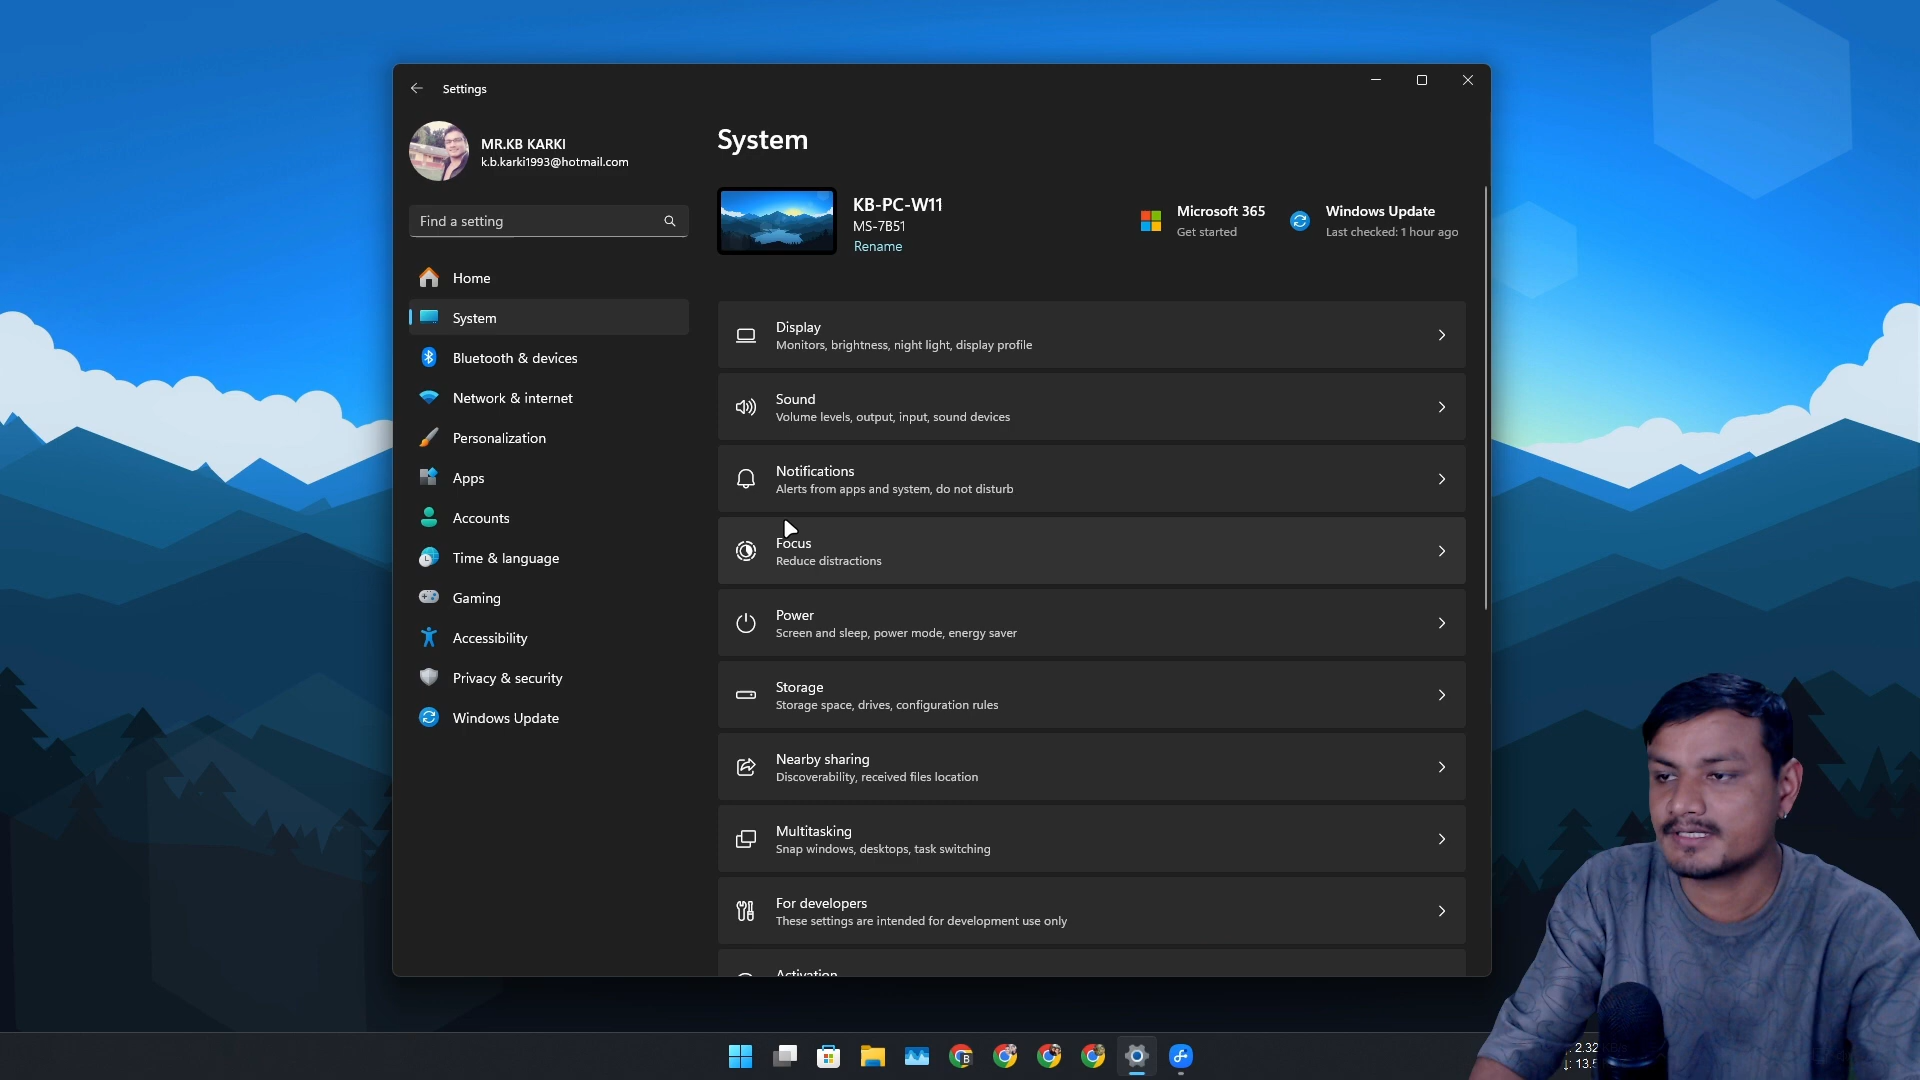 Settings
MR.KB KARKI
k.b.karki1993@hotmail.com
Find a setting
Home
System
Bluetooth & devices
Network & internet
Personalization
Apps
Accounts
Time & language
Gaming
Accessibility
Privacy & security
Windows Update
System
KB-PC-W11
MS-7B51
Rename
Microsoft 365
Get started
Windows Update
Last checked: 1 hour ago
Display
Monitors, brightness, night light, display profile
Sound
Volume levels, output, input, sound devices
Notifications
Alerts from apps and system, do not disturb
Focus
Reduce distractions
Power
Screen and sleep, power mode, energy saver
Storage
Storage space, drives, configuration rules
Nearby sharing
Discoverability, received files location
Multitasking
Snap windows, desktops, task switching
For developers
These settings are intended for development use only
Activation
B